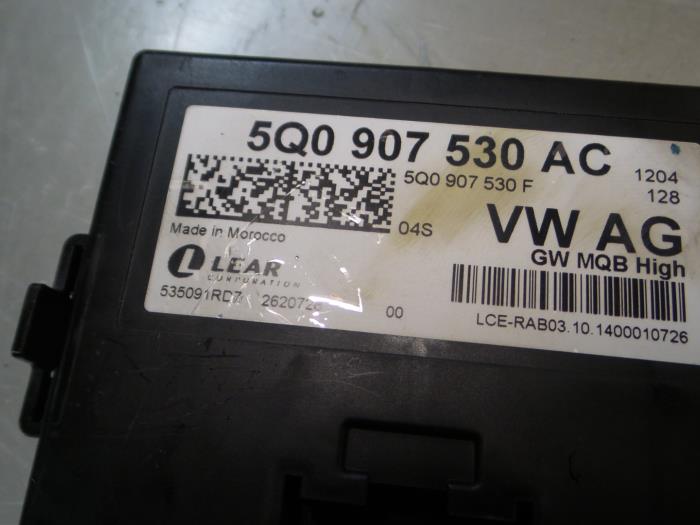 5Q0 907 530 AC
1204
5Q0 907 530 F
128
04S
VW AG
Made in Morocco
GW MQB High
LEAR
CORPORATION
535091RD7
00
LCE-RAB03.10.1400010726